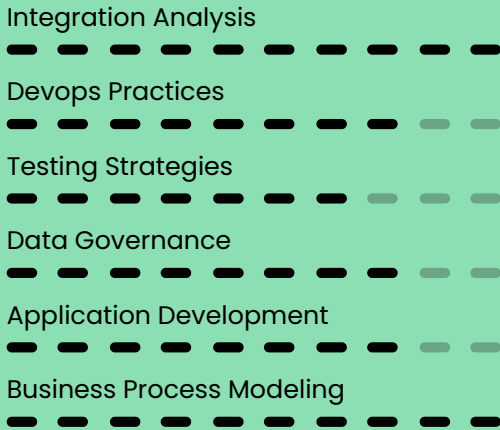 Integration Analysis
Devops Practices
Testing Strategies
Data Governance
Application Development
Business Process Modeling